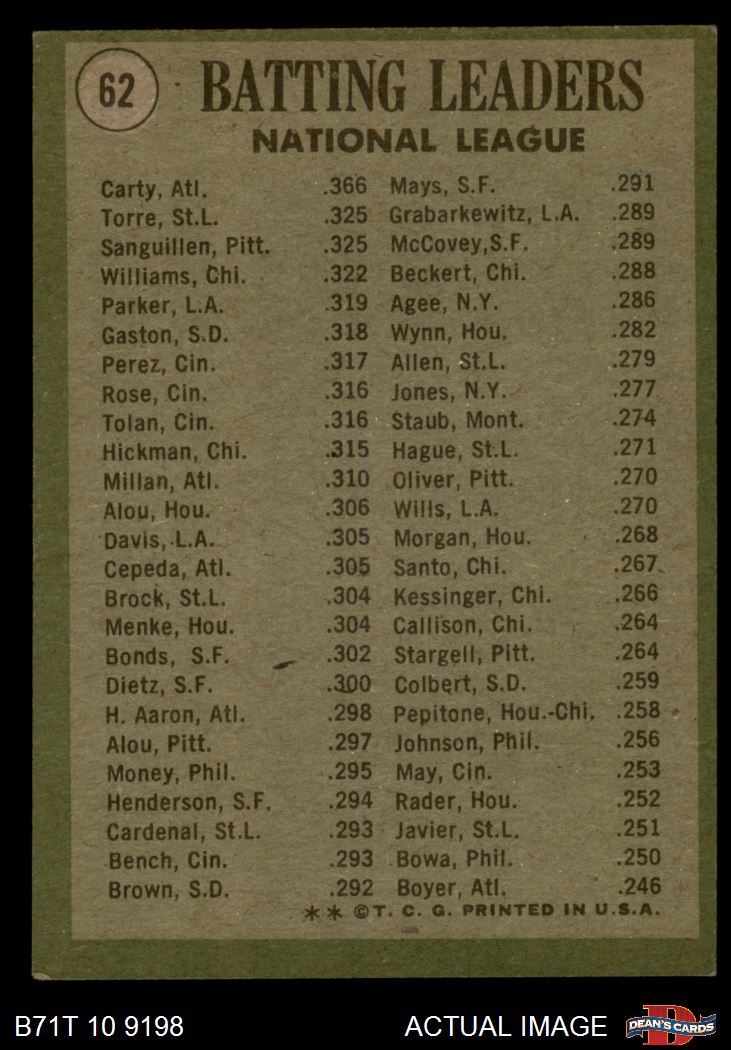 62
BATTING LEADERS
NATIONAL LEAGUE
Carty, Atl. .366
Torre, St.L. .325
Sanguillen, Pitt. .325
Williams, Chi. .322
Parker, L.A. .319
Gaston, S.D. .318
Perez, Cin. .317
Rose, Cin. .316
Tolan, Cin. .316
Hickman, Chi. .315
Millan, Atl. .310
Alou, Hou. .306
Davis, L.A. .305
Cepeda, Atl. .305
Brock, St.L. .304
Menke, Hou. .304
Bonds, S.F. .302
Dietz, S.F. .300
H. Aaron, Atl. .298
Alou, Pitt. .297
Money, Phil. .295
Henderson, S.F. .294
Cardenal, St.L. .293
Bench, Cin. .293
Brown, S.D. .292
Mays, S.F. .291
Grabarkewitz, L.A. .289
McCovey,S.F. .289
Beckert, Chi. .288
Agee, N.Y. .286
Wynn, Hou. .282
Allen, St.L. .279
Jones, N.Y. .277
Staub, Mont. .274
Hague, St.L. .271
Oliver, Pitt. .270
Wills, L.A. .270
Morgan, Hou. .268
Santo, Chi. .267
Kessinger, Chi. .266
Callison, Chi. .264
Stargell, Pitt. .264
Colbert, S.D. .259
Pepitone, Hou.-Chi. .258
Johnson, Phil. .256
May, Cin. .253
Rader, Hou. .252
Javier, St.L. .251
Bowa, Phil. .250
Boyer, Atl. .246
** ©T. C. G. PRINTED IN U.S.A.
B71T 10 9198
ACTUAL IMAGE
DEAN'S CARDS